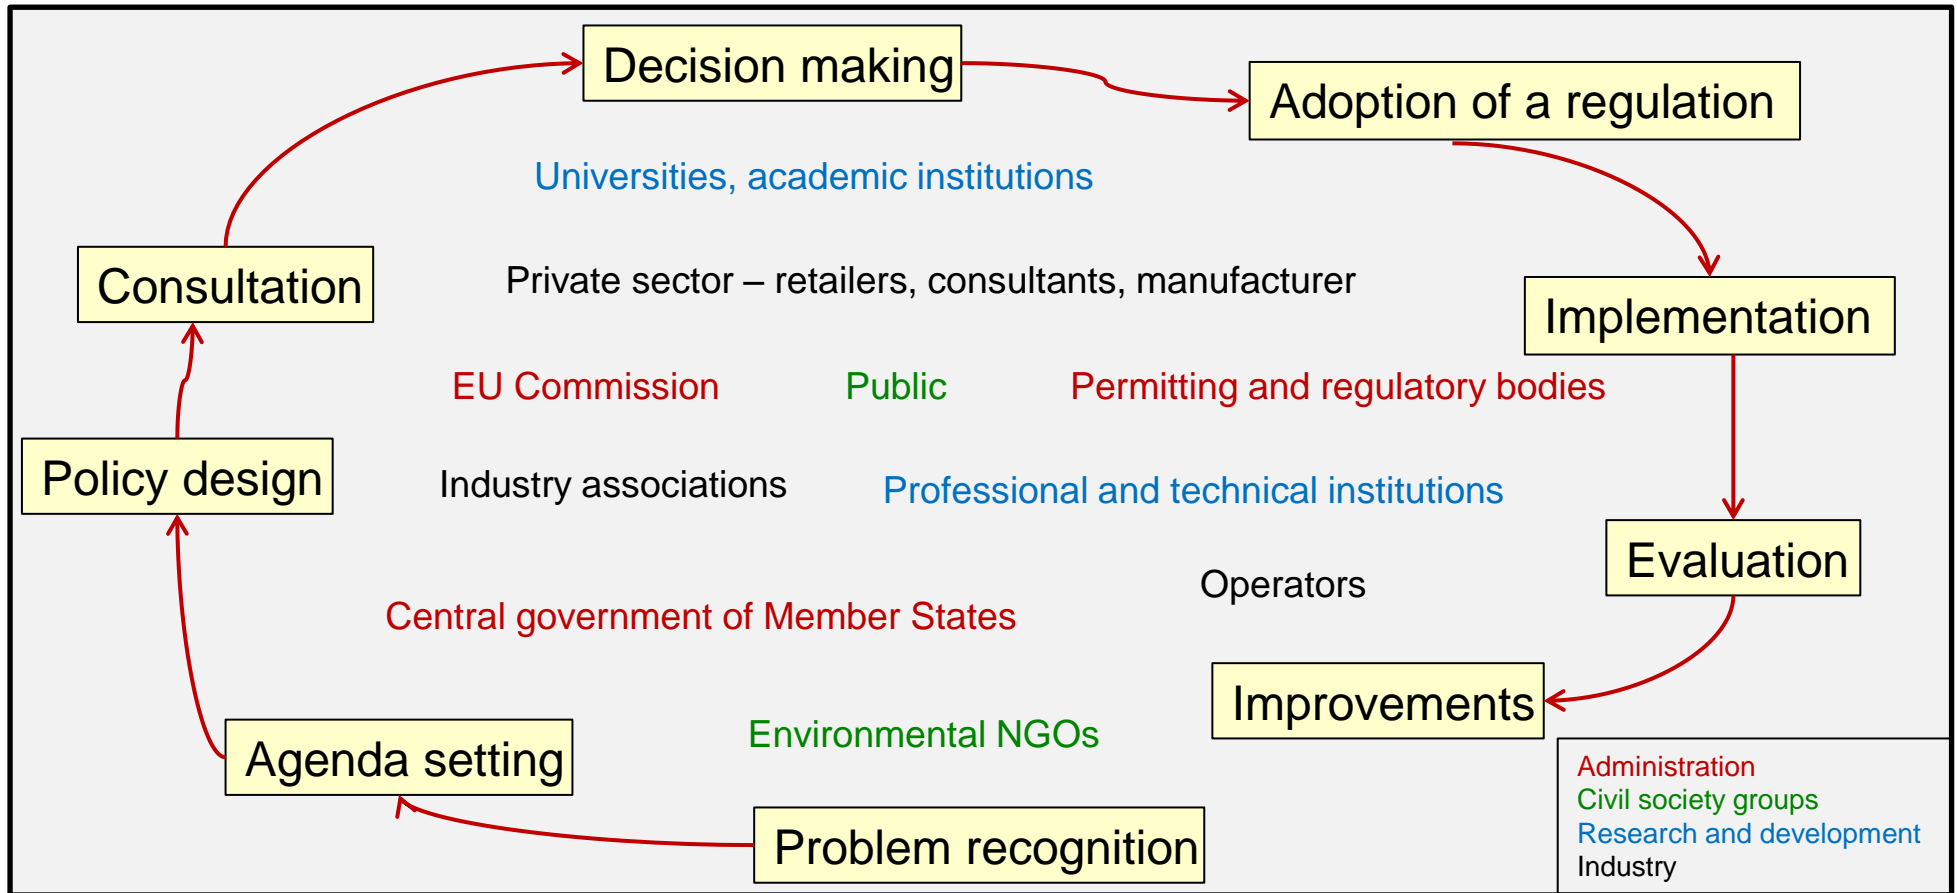 Decision making
Adoption of a regulation
Universities, academic institutions
Consultation
Private sector – retailers, consultants, manufacturer
Implementation
EU Commission
Public
Permitting and regulatory bodies
Policy design
Industry associations
Professional and technical institutions
Evaluation
Operators
Central government of Member States
Improvements
Environmental NGOs
Agenda setting
Problem recognition
Administration
Civil society groups
Research and development
Industry